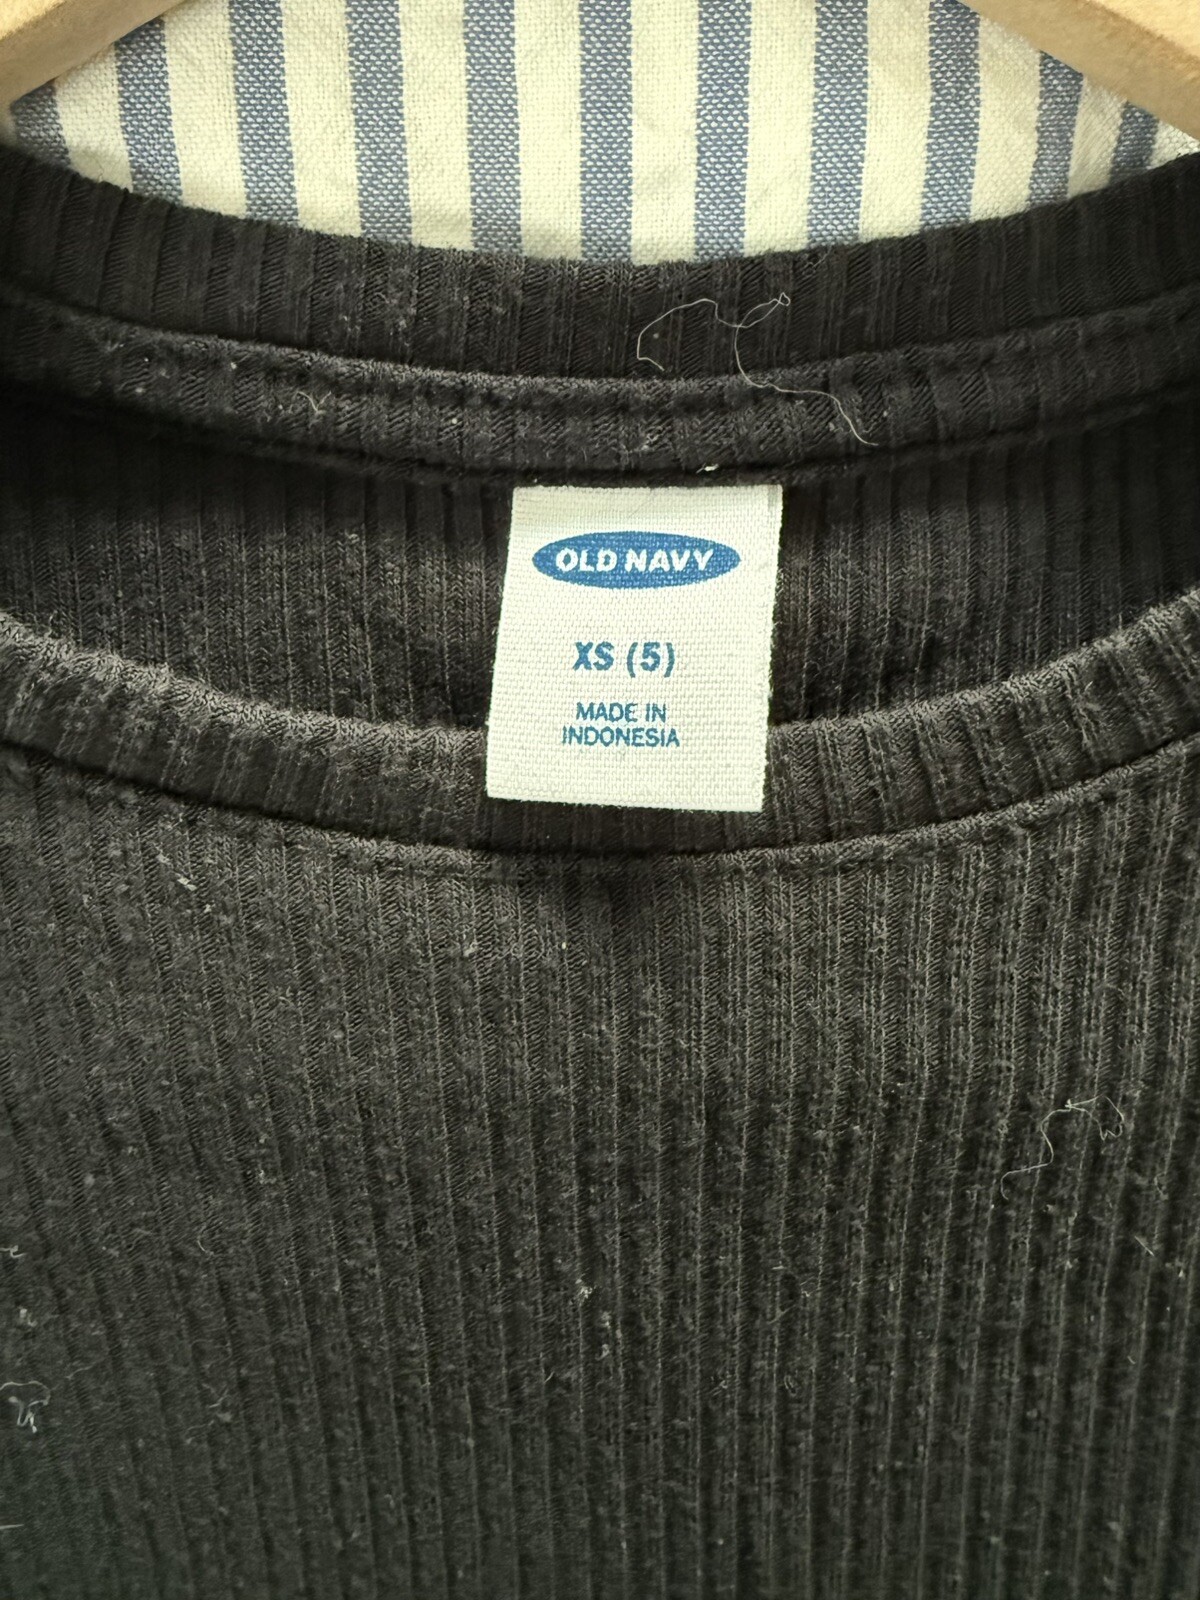 OLD NAVY
XS (5)
MADE IN
INDONESIA